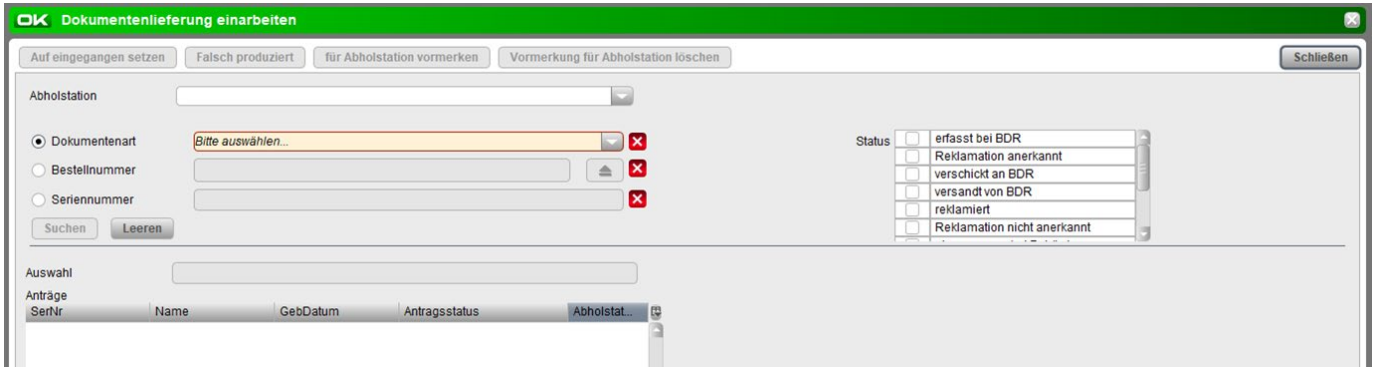 OK Dokumentenlieferung einarbeiten
Auf eingegangen setzen Falsch produziert für Abholstation vormerken Vormerkung für Abholstation löschen Schließen
Abholstation
Dokumentenart Bitte auswählen...
Bestellnummer
Seriennummer
Suchen Leeren
Status
erfasst bei BDR
Reklamation anerkannt
verschickt an BDR
versandt von BDR
reklamiert
Reklamation nicht anerkannt
Auswahl
Anträge
SerNr Name GebDatum Antragsstatus Abholstat...